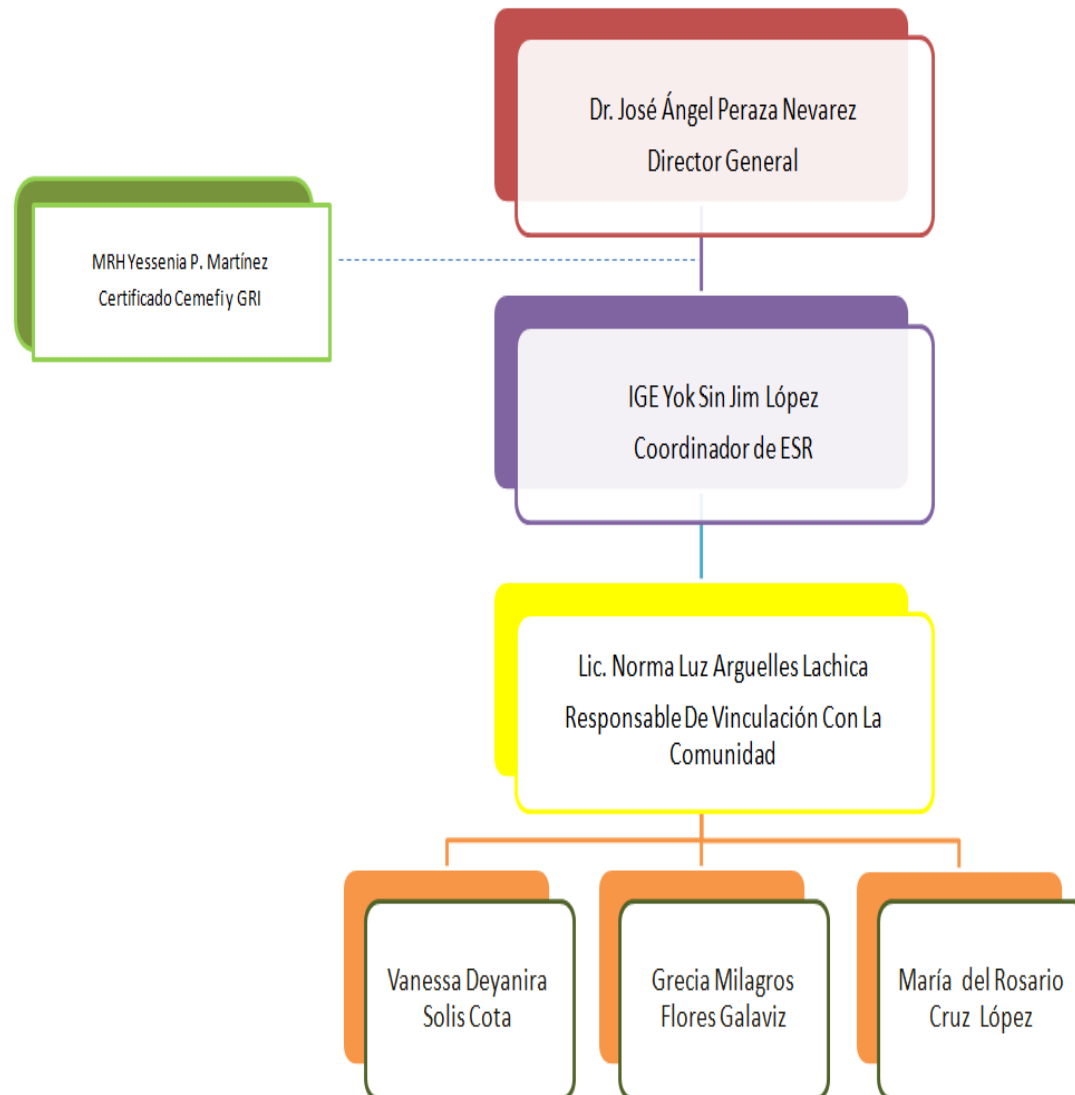 Dr. José Ángel Peraza Nevarez
Director General
MRH Yessenia P. Martínez
Certificado Cemefi y GRI
IGE Yok Sin Jim López
Coordinador de ESR
Lic. Norma Luz Arguelles Lachica
Responsable De Vinculación Con La
Comunidad
Vanessa Deyanira
Solis Cota
Grecia Milagros
Flores Galaviz
María del Rosario
Cruz López